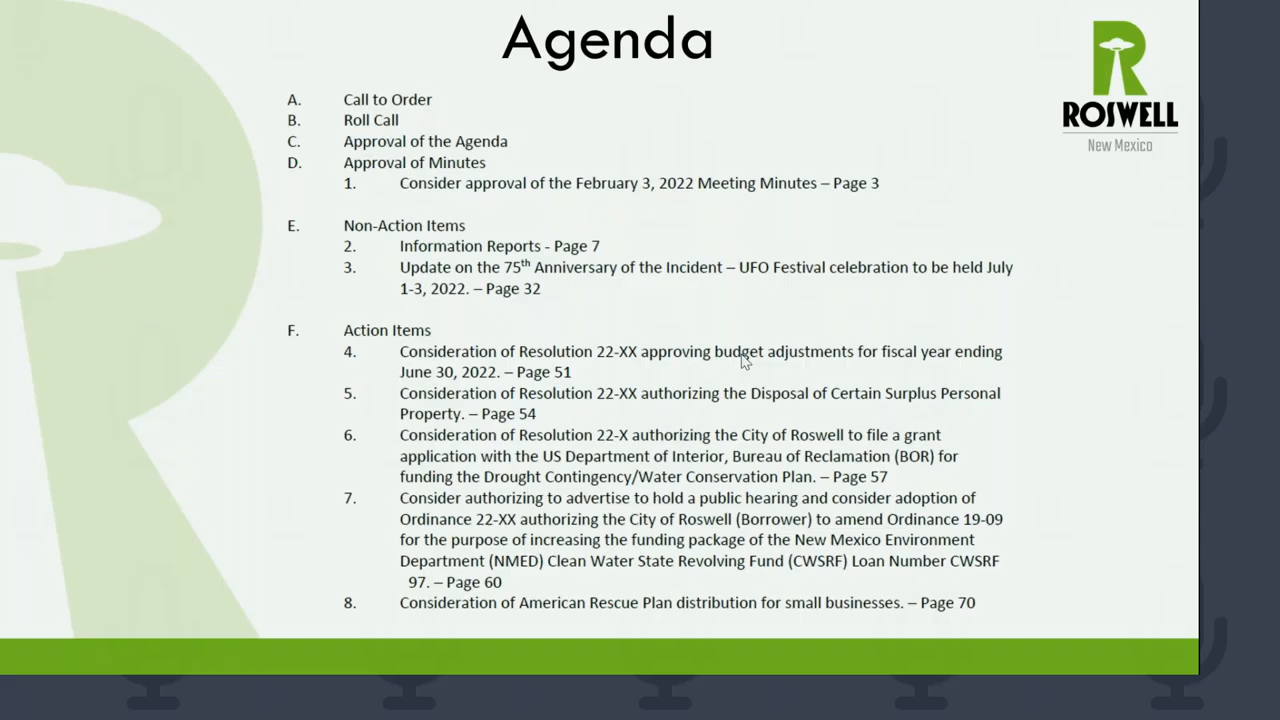 Agenda
ROSWELL
New Mexico
A. Call to Order
B. Roll Call
C. Approval of the Agenda
D. Approval of Minutes
1. Consider approval of the February 3, 2022 Meeting Minutes – Page 3
E. Non-Action Items
2. Information Reports - Page 7
3. Update on the 75th Anniversary of the Incident – UFO Festival celebration to be held July
1-3, 2022. – Page 32
F. Action Items
4. Consideration of Resolution 22-XX approving budget adjustments for fiscal year ending
June 30, 2022. – Page 51
5. Consideration of Resolution 22-XX authorizing the Disposal of Certain Surplus Personal
Property. – Page 54
6. Consideration of Resolution 22-X authorizing the City of Roswell to file a grant
application with the US Department of Interior, Bureau of Reclamation (BOR) for
funding the Drought Contingency/Water Conservation Plan. – Page 57
7. Consider authorizing to advertise to hold a public hearing and consider adoption of
Ordinance 22-XX authorizing the City of Roswell (Borrower) to amend Ordinance 19-09
for the purpose of increasing the funding package of the New Mexico Environment
Department (NMED) Clean Water State Revolving Fund (CWSRF) Loan Number CWSRF
97. – Page 60
8. Consideration of American Rescue Plan distribution for small businesses. – Page 70